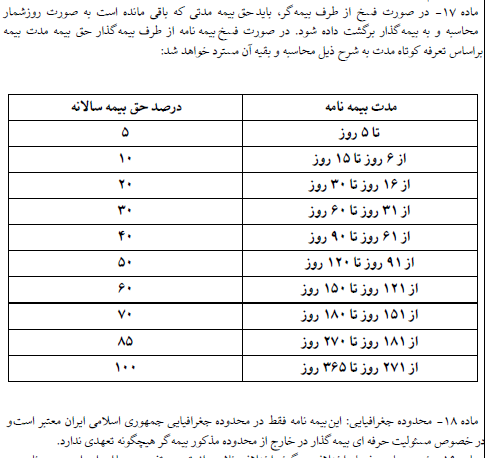 ماده ۱۷- در صورت فسخ از طرف بیمه‌گر، باید حق بیمه مدتی که باقی مانده است به صورت روزشمار
محاسبه و به بیمه‌گذار برگشت داده شود. در صورت فسخ بیمه نامه از طرف بیمه‌گذار حق بیمه مدت بیمه
براساس تعرفه کوتاه مدت به شرح ذیل محاسبه و بقیه آن مسترد خواهد شد:
مدت بیمه نامه درصد حق بیمه سالانه
تا ۵ روز ۵
از ۶ روز تا ۱۵ روز ۱۰
از ۱۶ روز تا ۳۰ روز ۲۰
از ۳۱ روز تا ۶۰ روز ۳۰
از ۶۱ روز تا ۹۰ روز ۴۰
از ۹۱ روز تا ۱۲۰ روز ۵۰
از ۱۲۱ روز تا ۱۵۰ روز ۶۰
از ۱۵۱ روز تا ۱۸۰ روز ۷۰
از ۱۸۱ روز تا ۲۷۰ روز ۸۵
از ۲۷۱ روز تا ۳۶۵ روز ۱۰۰
ماده ۱۸- محدوده جغرافیایی: این بیمه نامه فقط در محدوده جغرافیایی جمهوری اسلامی ایران معتبر است و
در خصوص مسئولیت حرفه ای بیمه گذار در خارج از محدوده مذکور بیمه گر هیچگونه تعهدی ندارد.